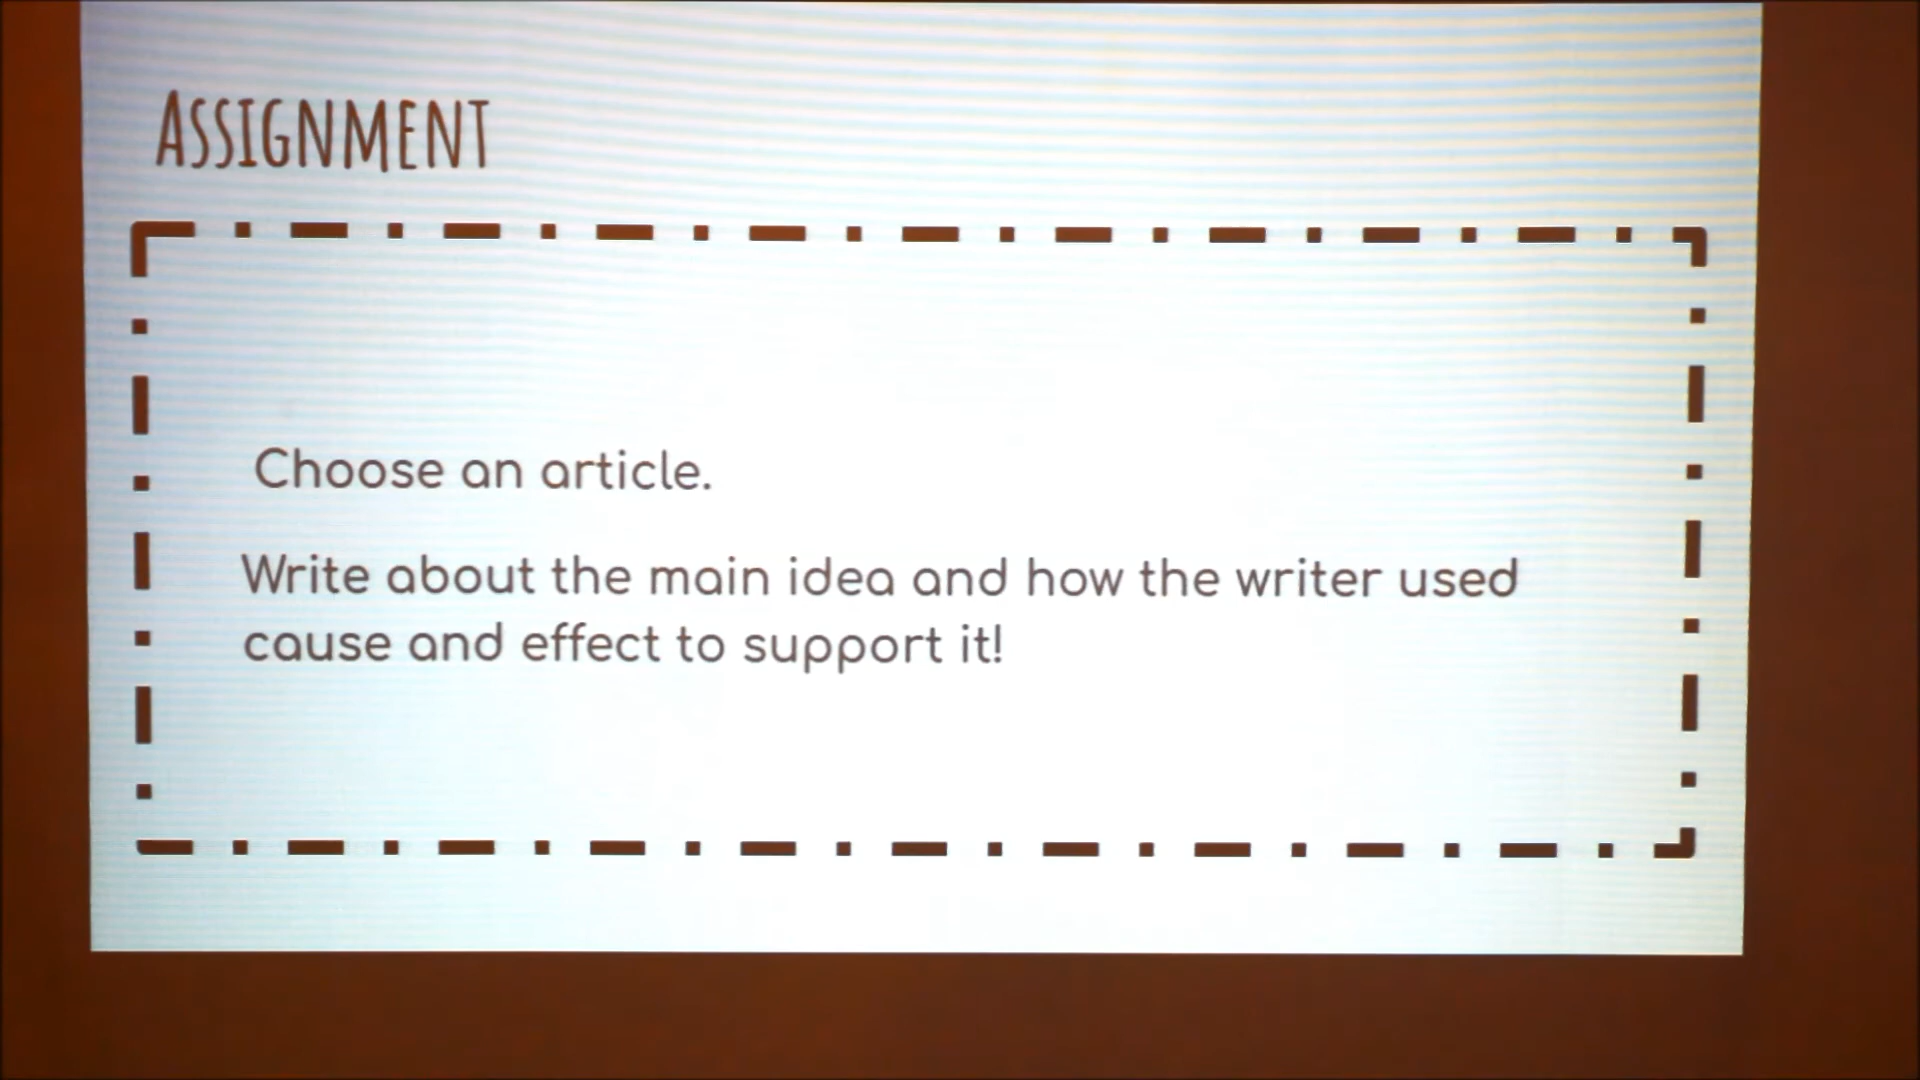 ASSIGNMENT
Choose an article.
Write about the main idea and how the writer used
cause and effect to support it!